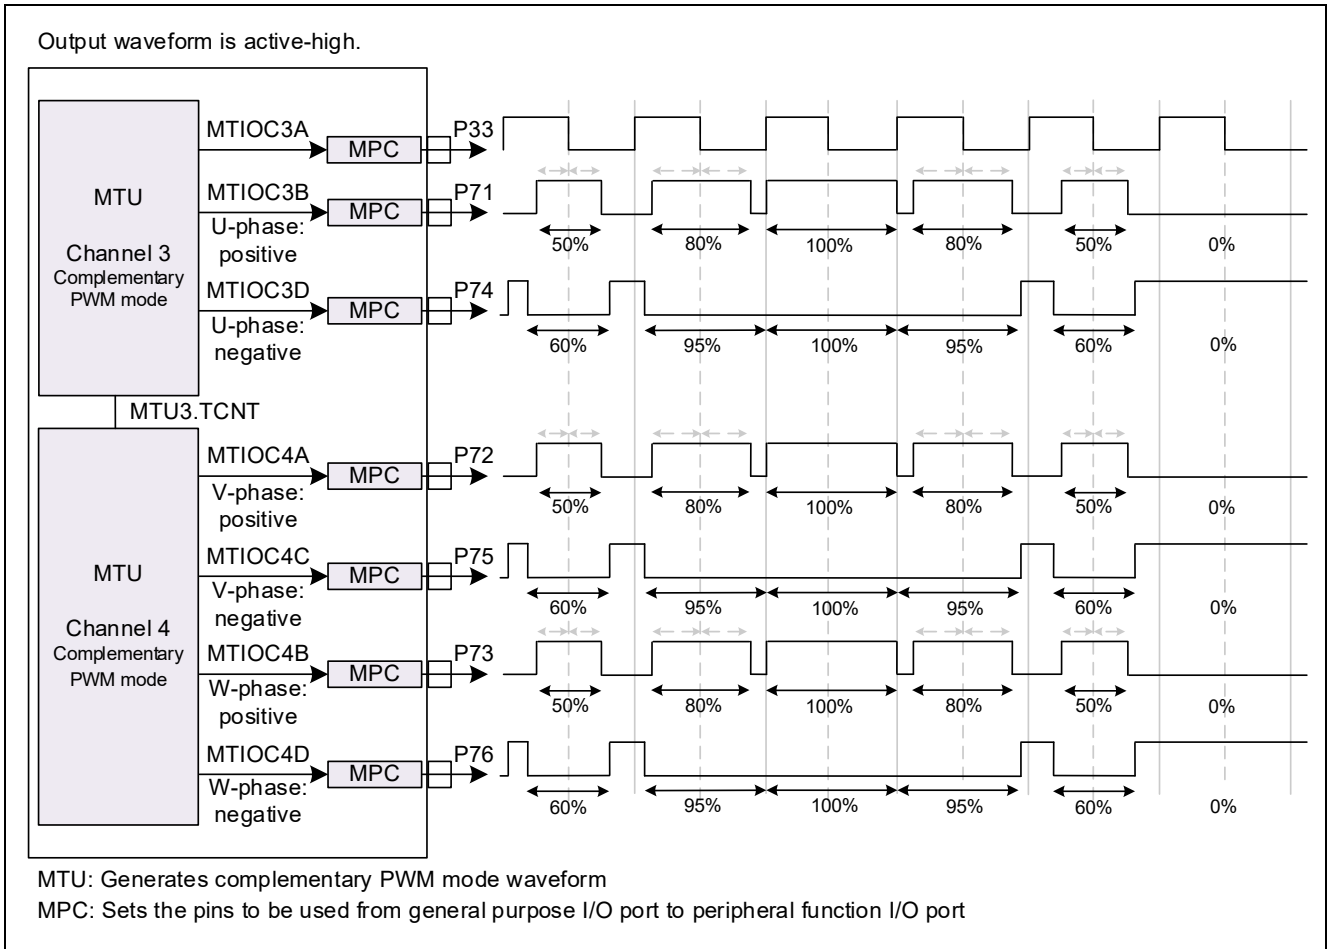 Output waveform is active-high.
MTU
Channel 3
Complementary
PWM mode
MTIOC3A
MPC
P33
MTIOC3B
MPC
P71
U-phase:
positive
50%
80%
100%
80%
50%
0%
MTIOC3D
MPC
P74
U-phase:
negative
60%
95%
100%
95%
60%
0%
MTU3.TCNT
MTU
Channel 4
Complementary
PWM mode
MTIOC4A
MPC
P72
V-phase:
positive
50%
80%
100%
80%
50%
0%
MTIOC4C
MPC
P75
V-phase:
negative
60%
95%
100%
95%
60%
0%
MTIOC4B
MPC
P73
W-phase:
positive
50%
80%
100%
80%
50%
0%
MTIOC4D
MPC
P76
W-phase:
negative
60%
95%
100%
95%
60%
0%
MTU: Generates complementary PWM mode waveform
MPC: Sets the pins to be used from general purpose I/O port to peripheral function I/O port